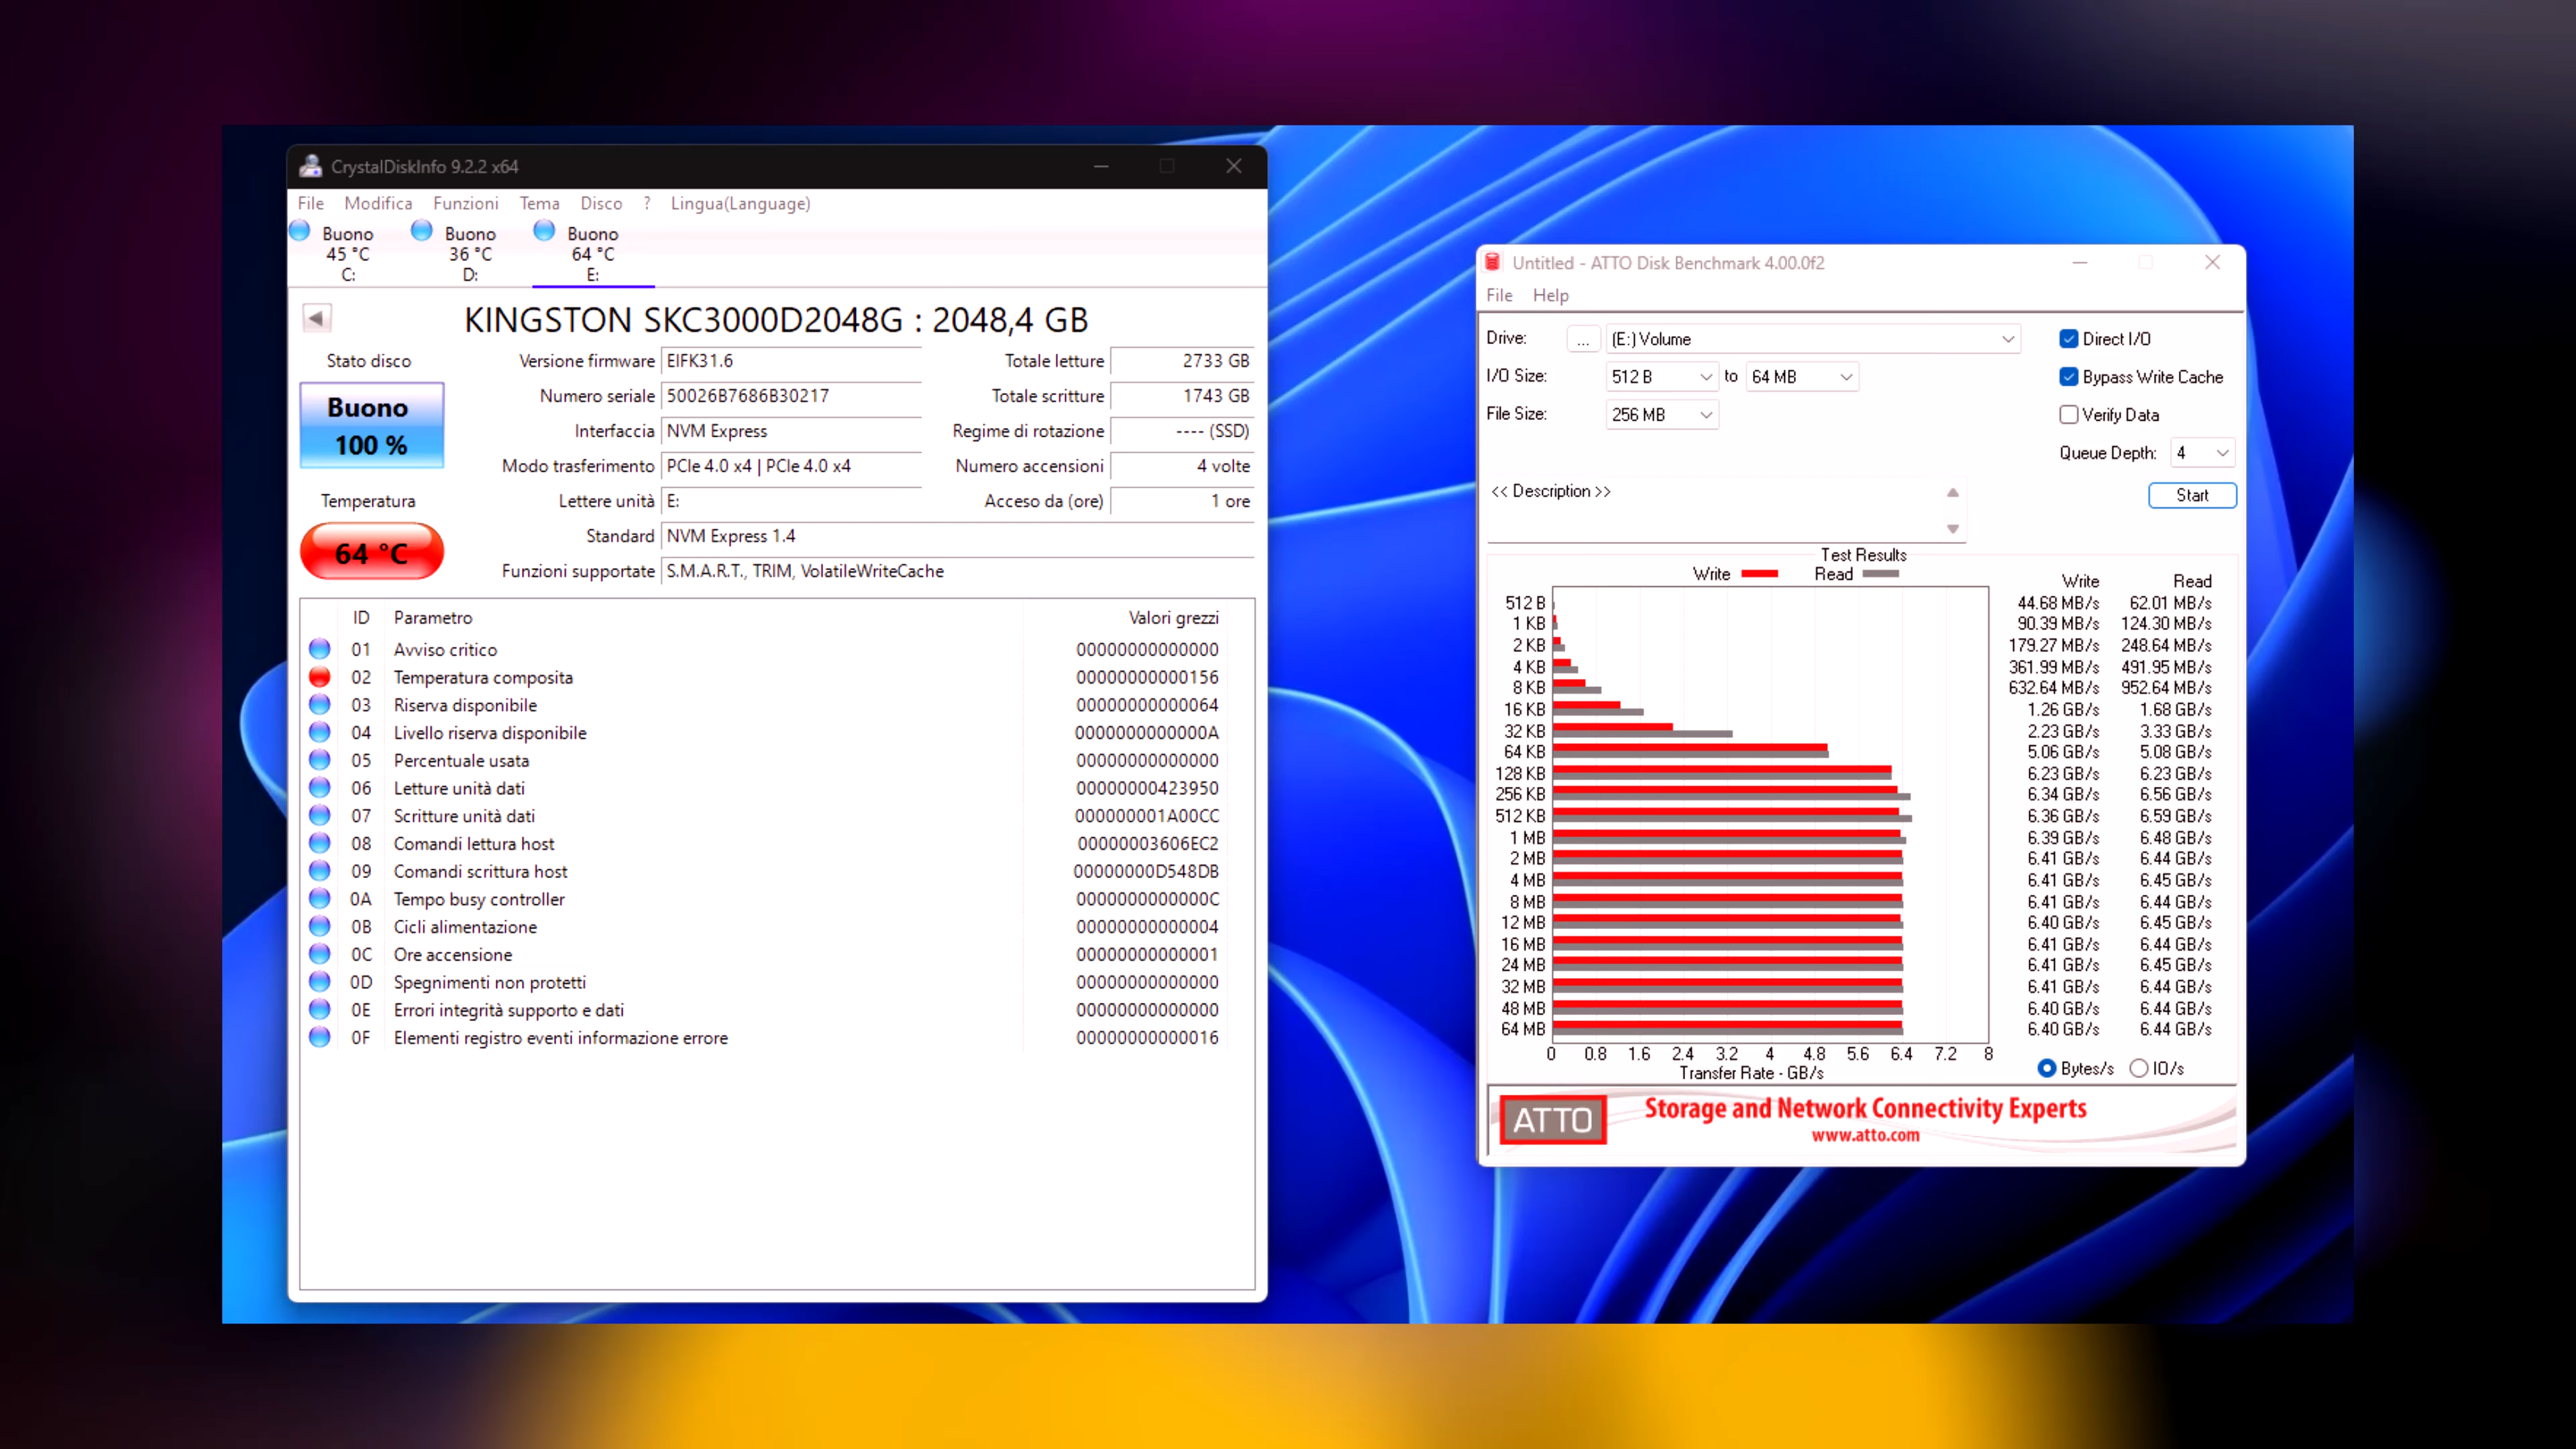 CrystalDiskInfo 9.2.2 x64
File Modifica Funzioni Tema Disco ? Lingua(Language)
Buono Buono Buono
45 °C 36 °C 64 °C
C: D: E:
KINGSTON SKC3000D2048G : 2048,4 GB
Stato disco
Buono
100 %
Temperatura
64 °C
Versione firmware EIFK31.6
Numero seriale 50026B7686B30217
Interfaccia NVM Express
Modo trasferimento PCIe 4.0 x4 | PCIe 4.0 x4
Lettere unità E:
Standard NVM Express 1.4
Funzioni supportate S.M.A.R.T., TRIM, VolatileWriteCache
Totale letture 2733 GB
Totale scritture 1743 GB
Regime di rotazione ---- (SSD)
Numero accensioni 4 volte
Acceso da (ore) 1 ore
ID Parametro Valori grezzi
01 Avviso critico 00000000000000
02 Temperatura composita 00000000000156
03 Riserva disponibile 00000000000064
04 Livello riserva disponibile 0000000000000A
05 Percentuale usata 00000000000000
06 Letture unità dati 00000000423950
07 Scritture unità dati 000000001A00CC
08 Comandi lettura host 00000003606EC2
09 Comandi scrittura host 00000000D548DB
0A Tempo busy controller 0000000000000C
0B Cicli alimentazione 00000000000004
0C Ore accensione 00000000000001
0D Spegnimenti non protetti 00000000000000
0E Errori integrità supporto e dati 00000000000000
0F Elementi registro eventi informazione errore 00000000000016
Untitled - ATTO Disk Benchmark 4.00.0f2
File Help
Drive: ... (E:) Volume
I/O Size: 512 B to 64 MB
File Size: 256 MB
Direct I/O
Bypass Write Cache
Verify Data
Queue Depth: 4
<< Description >>
Start
Test Results
Write Read
Write Read
512 B 44.68 MB/s 62.01 MB/s
1 KB 90.39 MB/s 124.30 MB/s
2 KB 179.27 MB/s 248.64 MB/s
4 KB 361.99 MB/s 491.95 MB/s
8 KB 632.64 MB/s 952.64 MB/s
16 KB 1.26 GB/s 1.68 GB/s
32 KB 2.23 GB/s 3.33 GB/s
64 KB 5.06 GB/s 5.08 GB/s
128 KB 6.23 GB/s 6.23 GB/s
256 KB 6.34 GB/s 6.56 GB/s
512 KB 6.36 GB/s 6.59 GB/s
1 MB 6.39 GB/s 6.48 GB/s
2 MB 6.41 GB/s 6.44 GB/s
4 MB 6.41 GB/s 6.45 GB/s
8 MB 6.41 GB/s 6.44 GB/s
12 MB 6.40 GB/s 6.45 GB/s
16 MB 6.41 GB/s 6.44 GB/s
24 MB 6.41 GB/s 6.45 GB/s
32 MB 6.41 GB/s 6.44 GB/s
48 MB 6.40 GB/s 6.44 GB/s
64 MB 6.40 GB/s 6.44 GB/s
0 0.8 1.6 2.4 3.2 4 4.8 5.6 6.4 7.2 8
Transfer Rate - GB/s
Bytes/s IO/s
ATTO
Storage and Network Connectivity Experts
www.atto.com